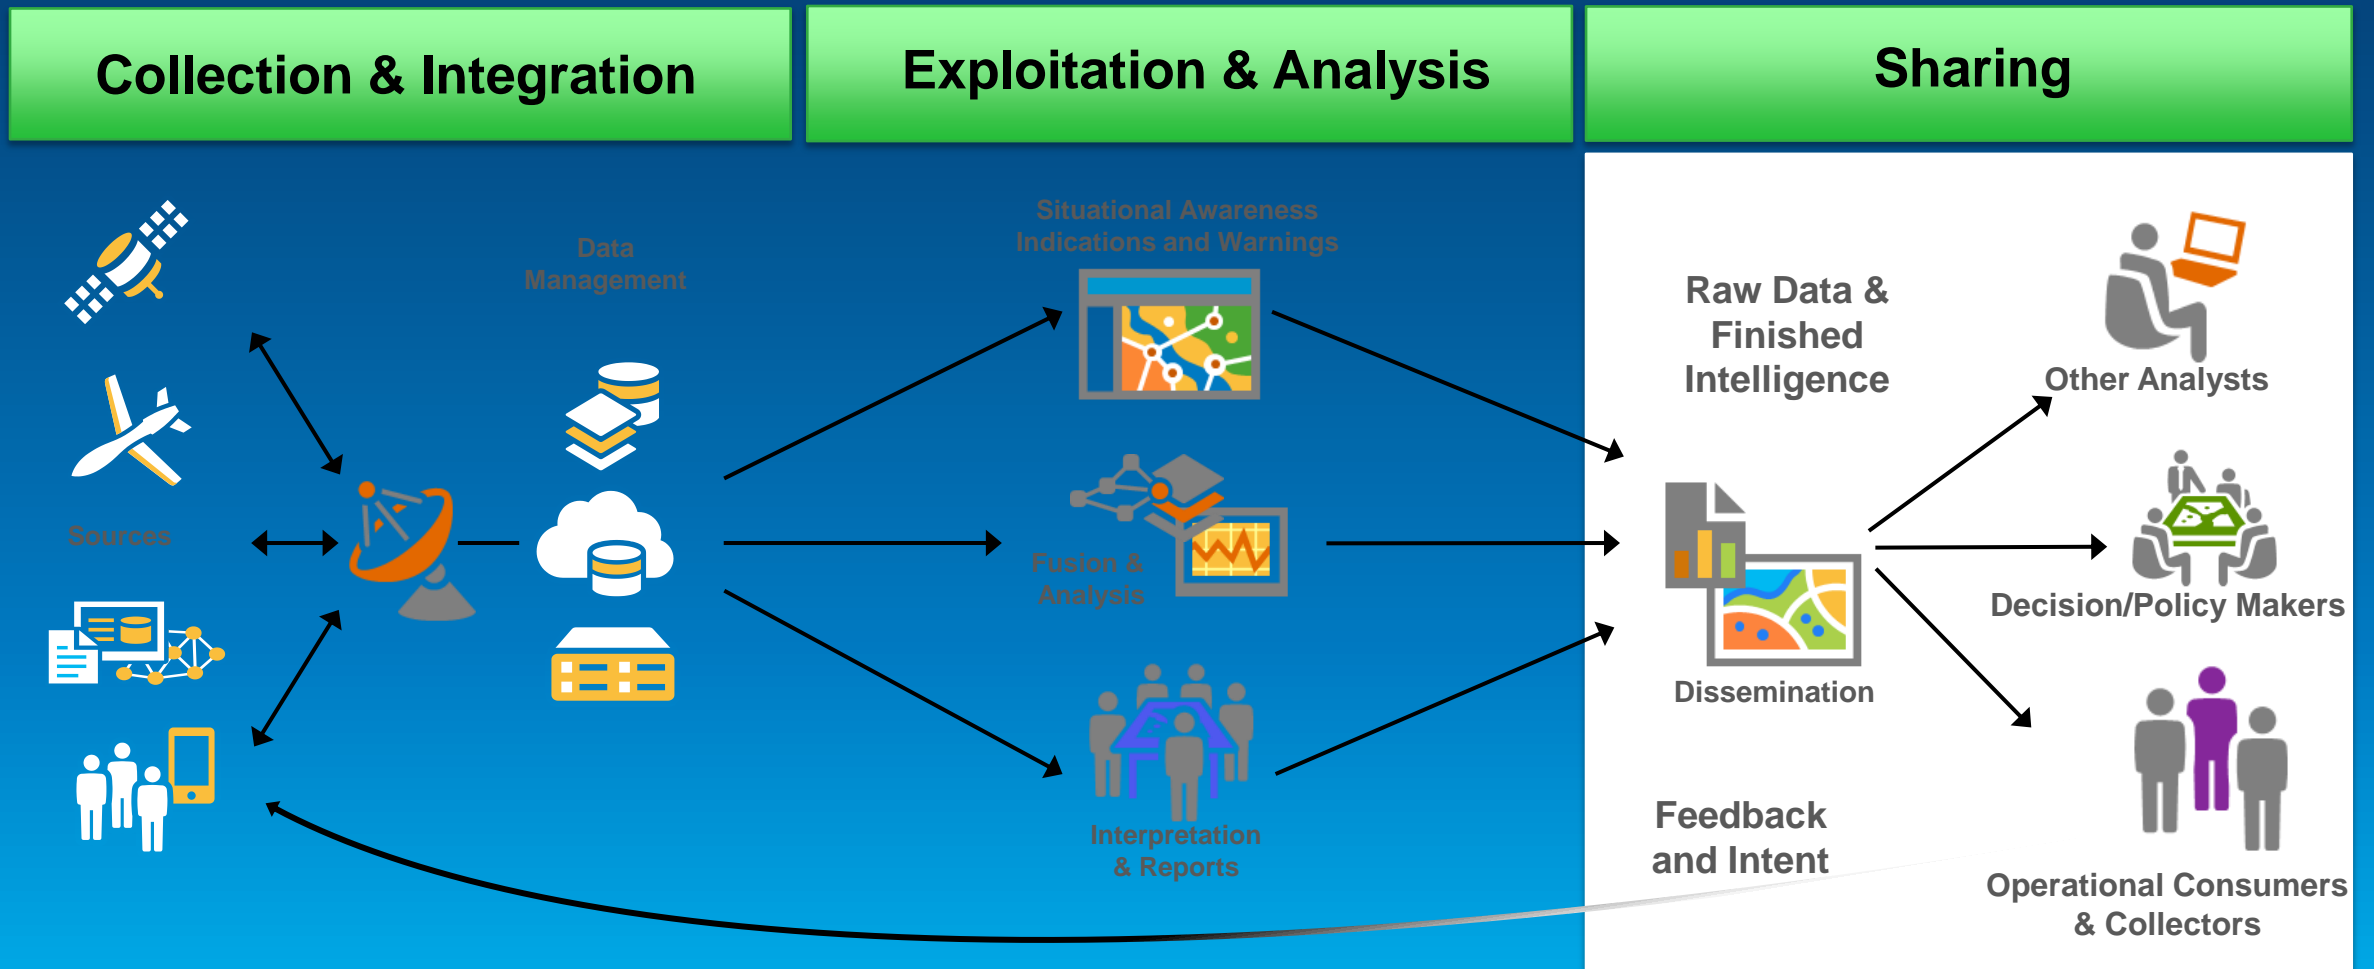 Collection & Integration
Exploitation & Analysis
Sharing
Sources
Data
Management
Situational Awareness
Indications and Warnings
Fusion &
Analysis
Interpretation
& Reports
Raw Data &
Finished
Intelligence
Dissemination
Feedback
and Intent
Other Analysts
Decision/Policy Makers
Operational Consumers
& Collectors